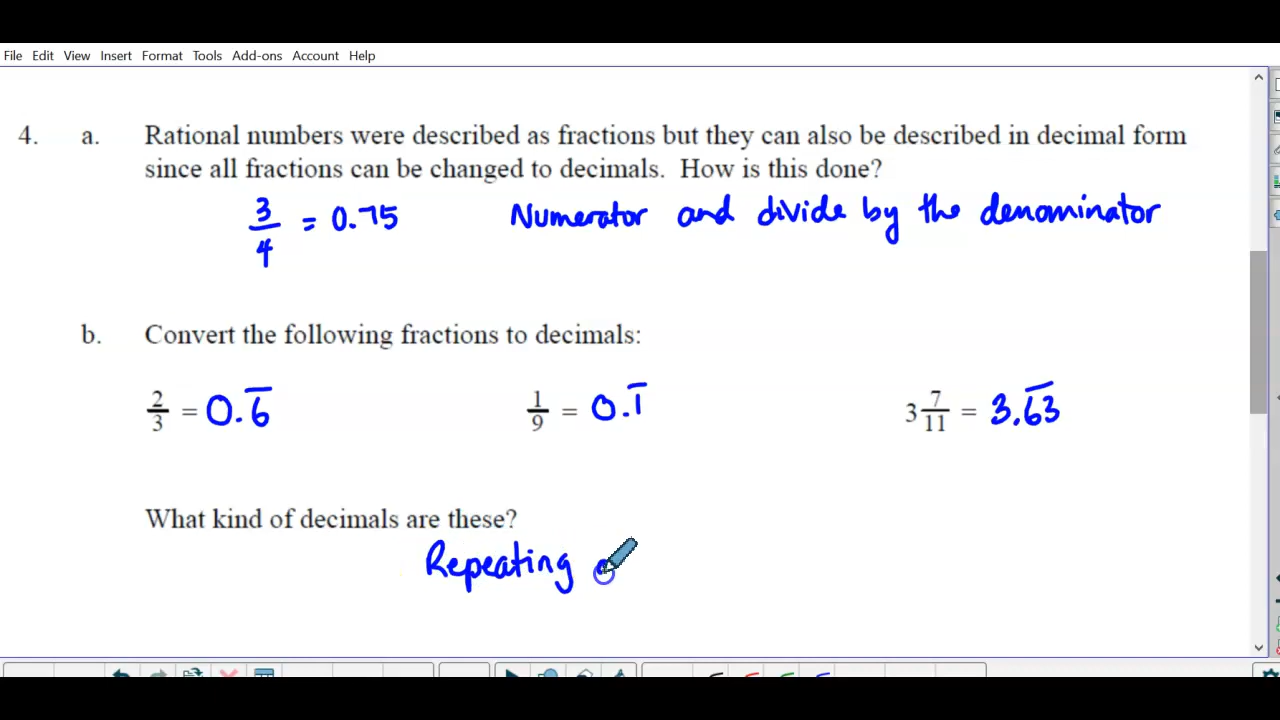 File Edit View Insert Format Tools Add-ons Account Help
4. a. Rational numbers were described as fractions but they can also be described in decimal form
since all fractions can be changed to decimals. How is this done?
3/4 = 0.75 Numerator and divide by the denominator
b. Convert the following fractions to decimals:
2/3 = 0.6̅ 1/9 = 0.1̅ 3 7/11 = 3.6̅3̅
What kind of decimals are these?
Repeating